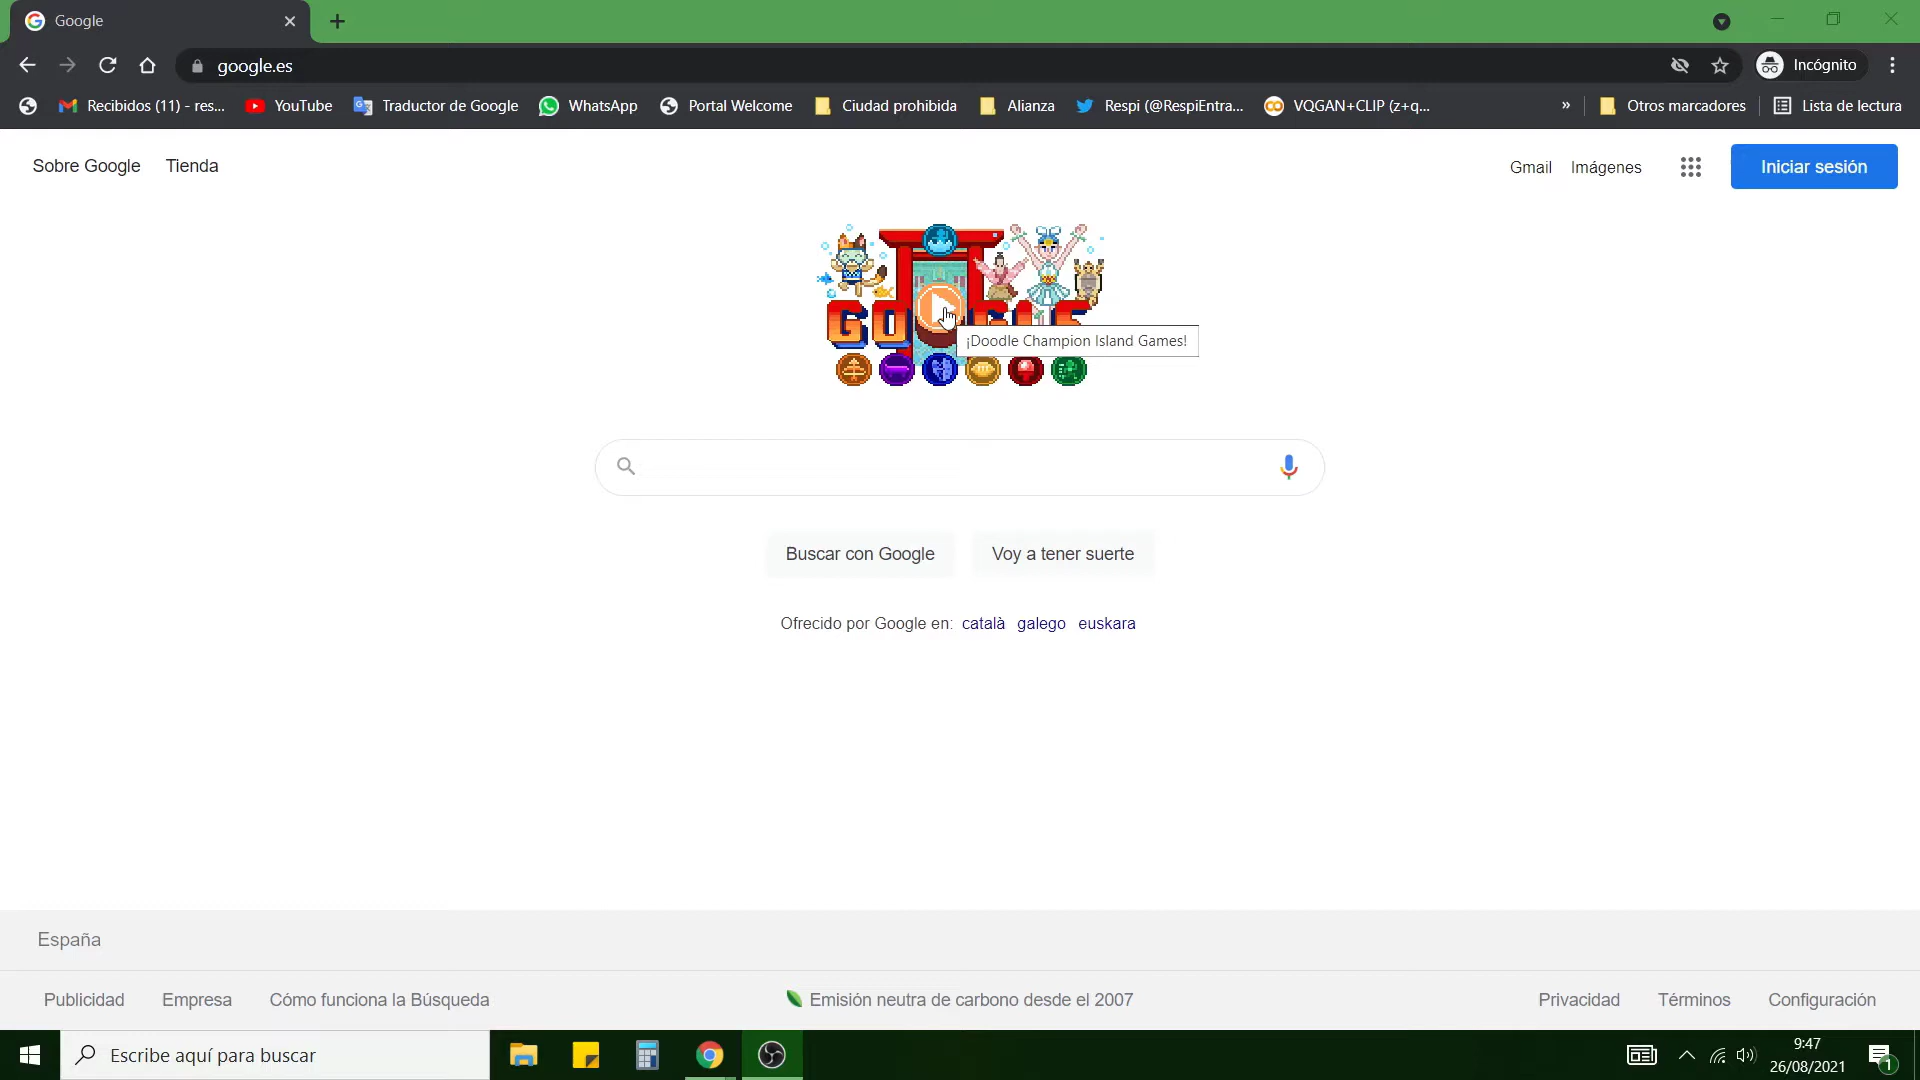 Google
google.es
Incógnito
Recibidos (11) - res...
YouTube
Traductor de Google
WhatsApp
Portal Welcome
Ciudad prohibida
Alianza
Respi (@RespiEntra...
VQGAN+CLIP (z+q...
»
Otros marcadores
Lista de lectura
Sobre Google
Tienda
Gmail
Imágenes
Iniciar sesión
¡Doodle Champion Island Games!
Buscar con Google
Voy a tener suerte
Ofrecido por Google en: català galego euskara
España
Publicidad
Empresa
Cómo funciona la Búsqueda
Emisión neutra de carbono desde el 2007
Privacidad
Términos
Configuración
Escribe aquí para buscar
9:47
26/08/2021
1